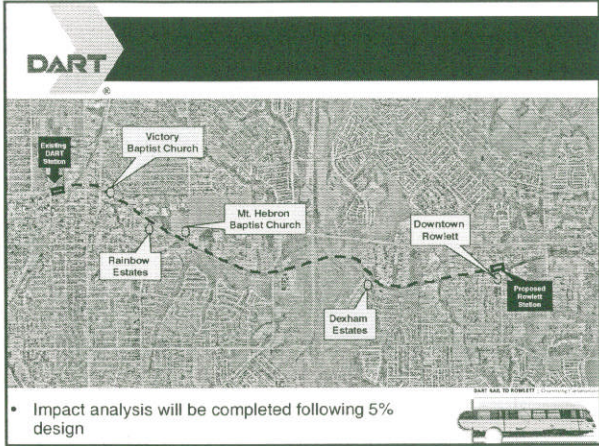 DART
®
Existing
DART
Station
Victory
Baptist Church
Mt. Hebron
Baptist Church
Rainbow
Estates
Downtown
Rowlett
Dexham
Estates
Proposed
Rowlett
Station
DART RAIL TO ROWLETT
• Impact analysis will be completed following 5%
design